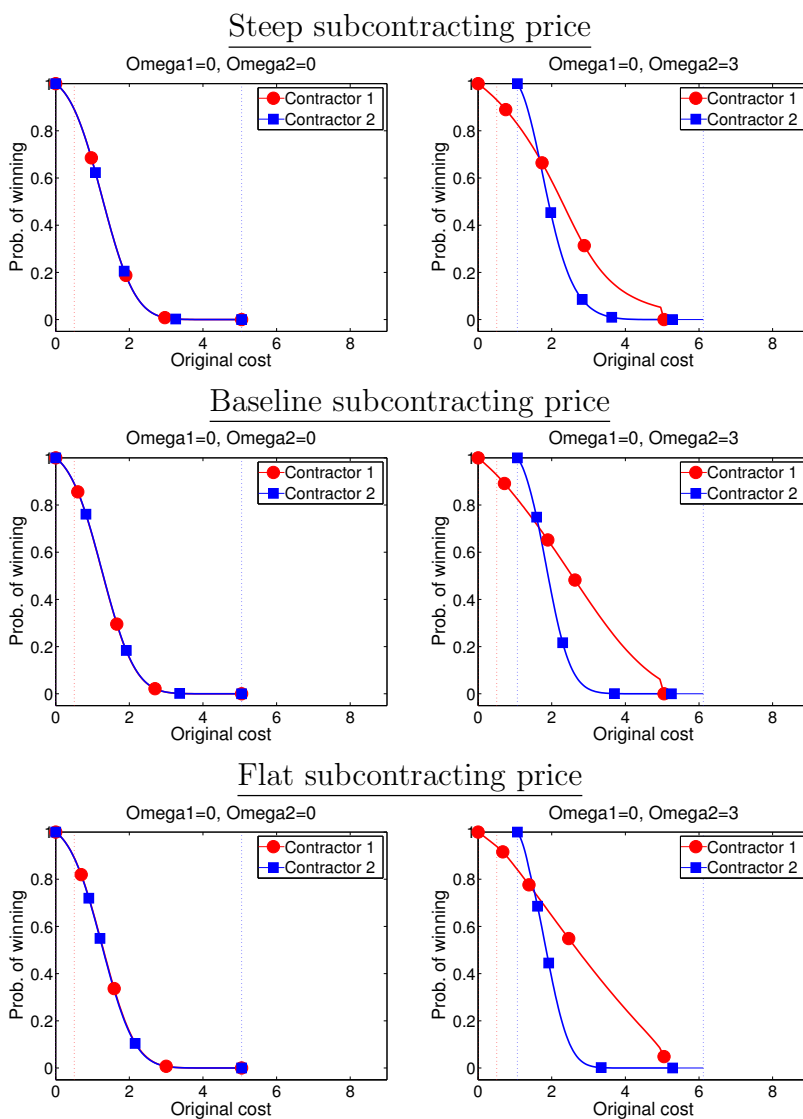 Steep subcontracting price
Omega1=0, Omega2=0
1
0.8
0.6
0.4
0.2
0
Prob. of winning
0 2 4 6 8
Original cost
Contractor 1
Contractor 2
Omega1=0, Omega2=3
1
0.8
0.6
0.4
0.2
0
Prob. of winning
0 2 4 6 8
Original cost
Contractor 1
Contractor 2
Baseline subcontracting price
Omega1=0, Omega2=0
1
0.8
0.6
0.4
0.2
0
Prob. of winning
0 2 4 6 8
Original cost
Contractor 1
Contractor 2
Omega1=0, Omega2=3
1
0.8
0.6
0.4
0.2
0
Prob. of winning
0 2 4 6 8
Original cost
Contractor 1
Contractor 2
Flat subcontracting price
Omega1=0, Omega2=0
1
0.8
0.6
0.4
0.2
0
Prob. of winning
0 2 4 6 8
Original cost
Contractor 1
Contractor 2
Omega1=0, Omega2=3
1
0.8
0.6
0.4
0.2
0
Prob. of winning
0 2 4 6 8
Original cost
Contractor 1
Contractor 2